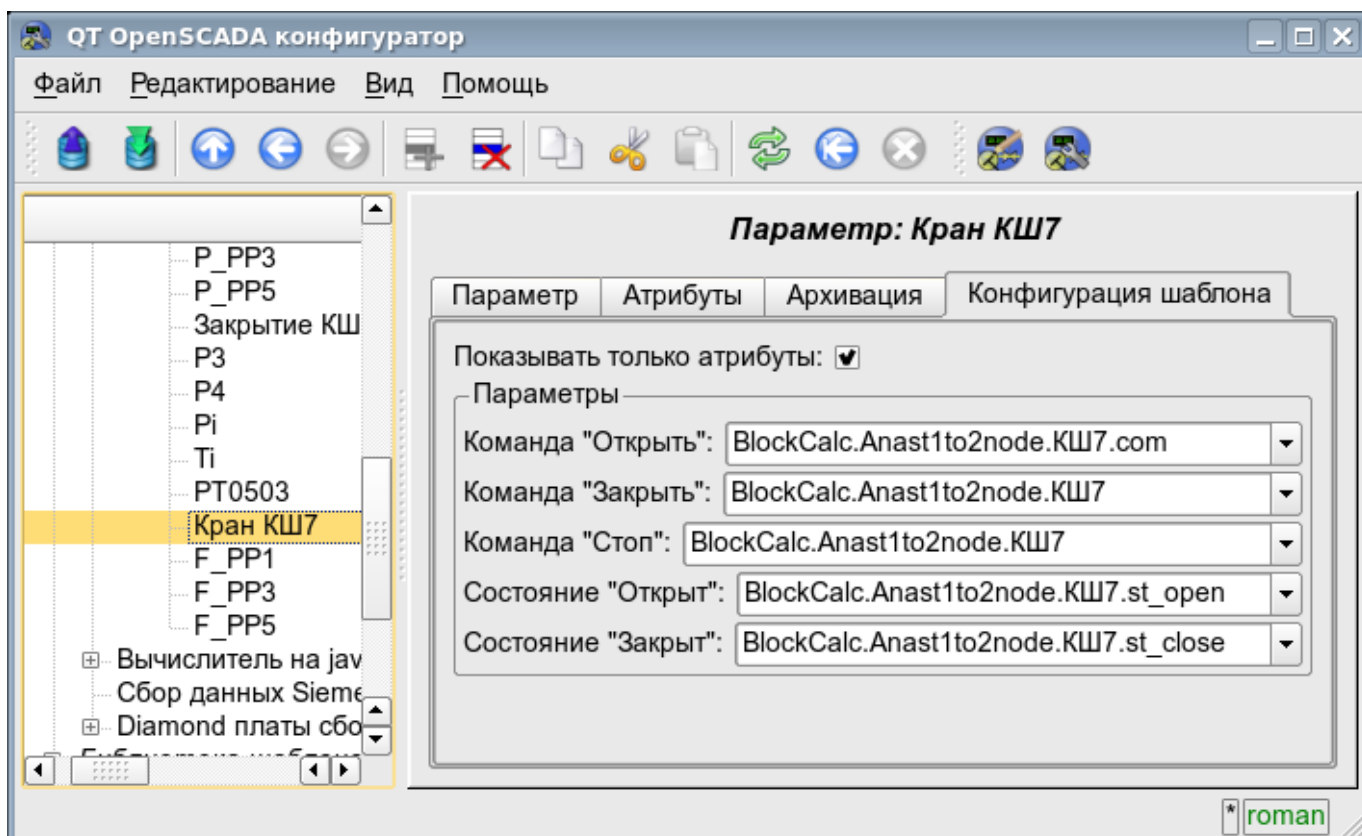 QT OpenSCADA конфигуратор
Файл Редактирование Вид Помощь
P_PP3
P_PP5
Закрытие КШ
P3
P4
Pi
Ti
PT0503
Кран КШ7
F_PP1
F_PP3
F_PP5
Вычислитель на jav
Сбор данных Sieme
Diamond платы сбо
Параметр: Кран КШ7
Параметр Атрибуты Архивация Конфигурация шаблона
Показывать только атрибуты:
Параметры
Команда "Открыть": BlockCalc.Anast1to2node.КШ7.com
Команда "Закрыть": BlockCalc.Anast1to2node.КШ7
Команда "Стоп": BlockCalc.Anast1to2node.КШ7
Состояние "Открыт": BlockCalc.Anast1to2node.КШ7.st_open
Состояние "Закрыт": BlockCalc.Anast1to2node.КШ7.st_close
* roman